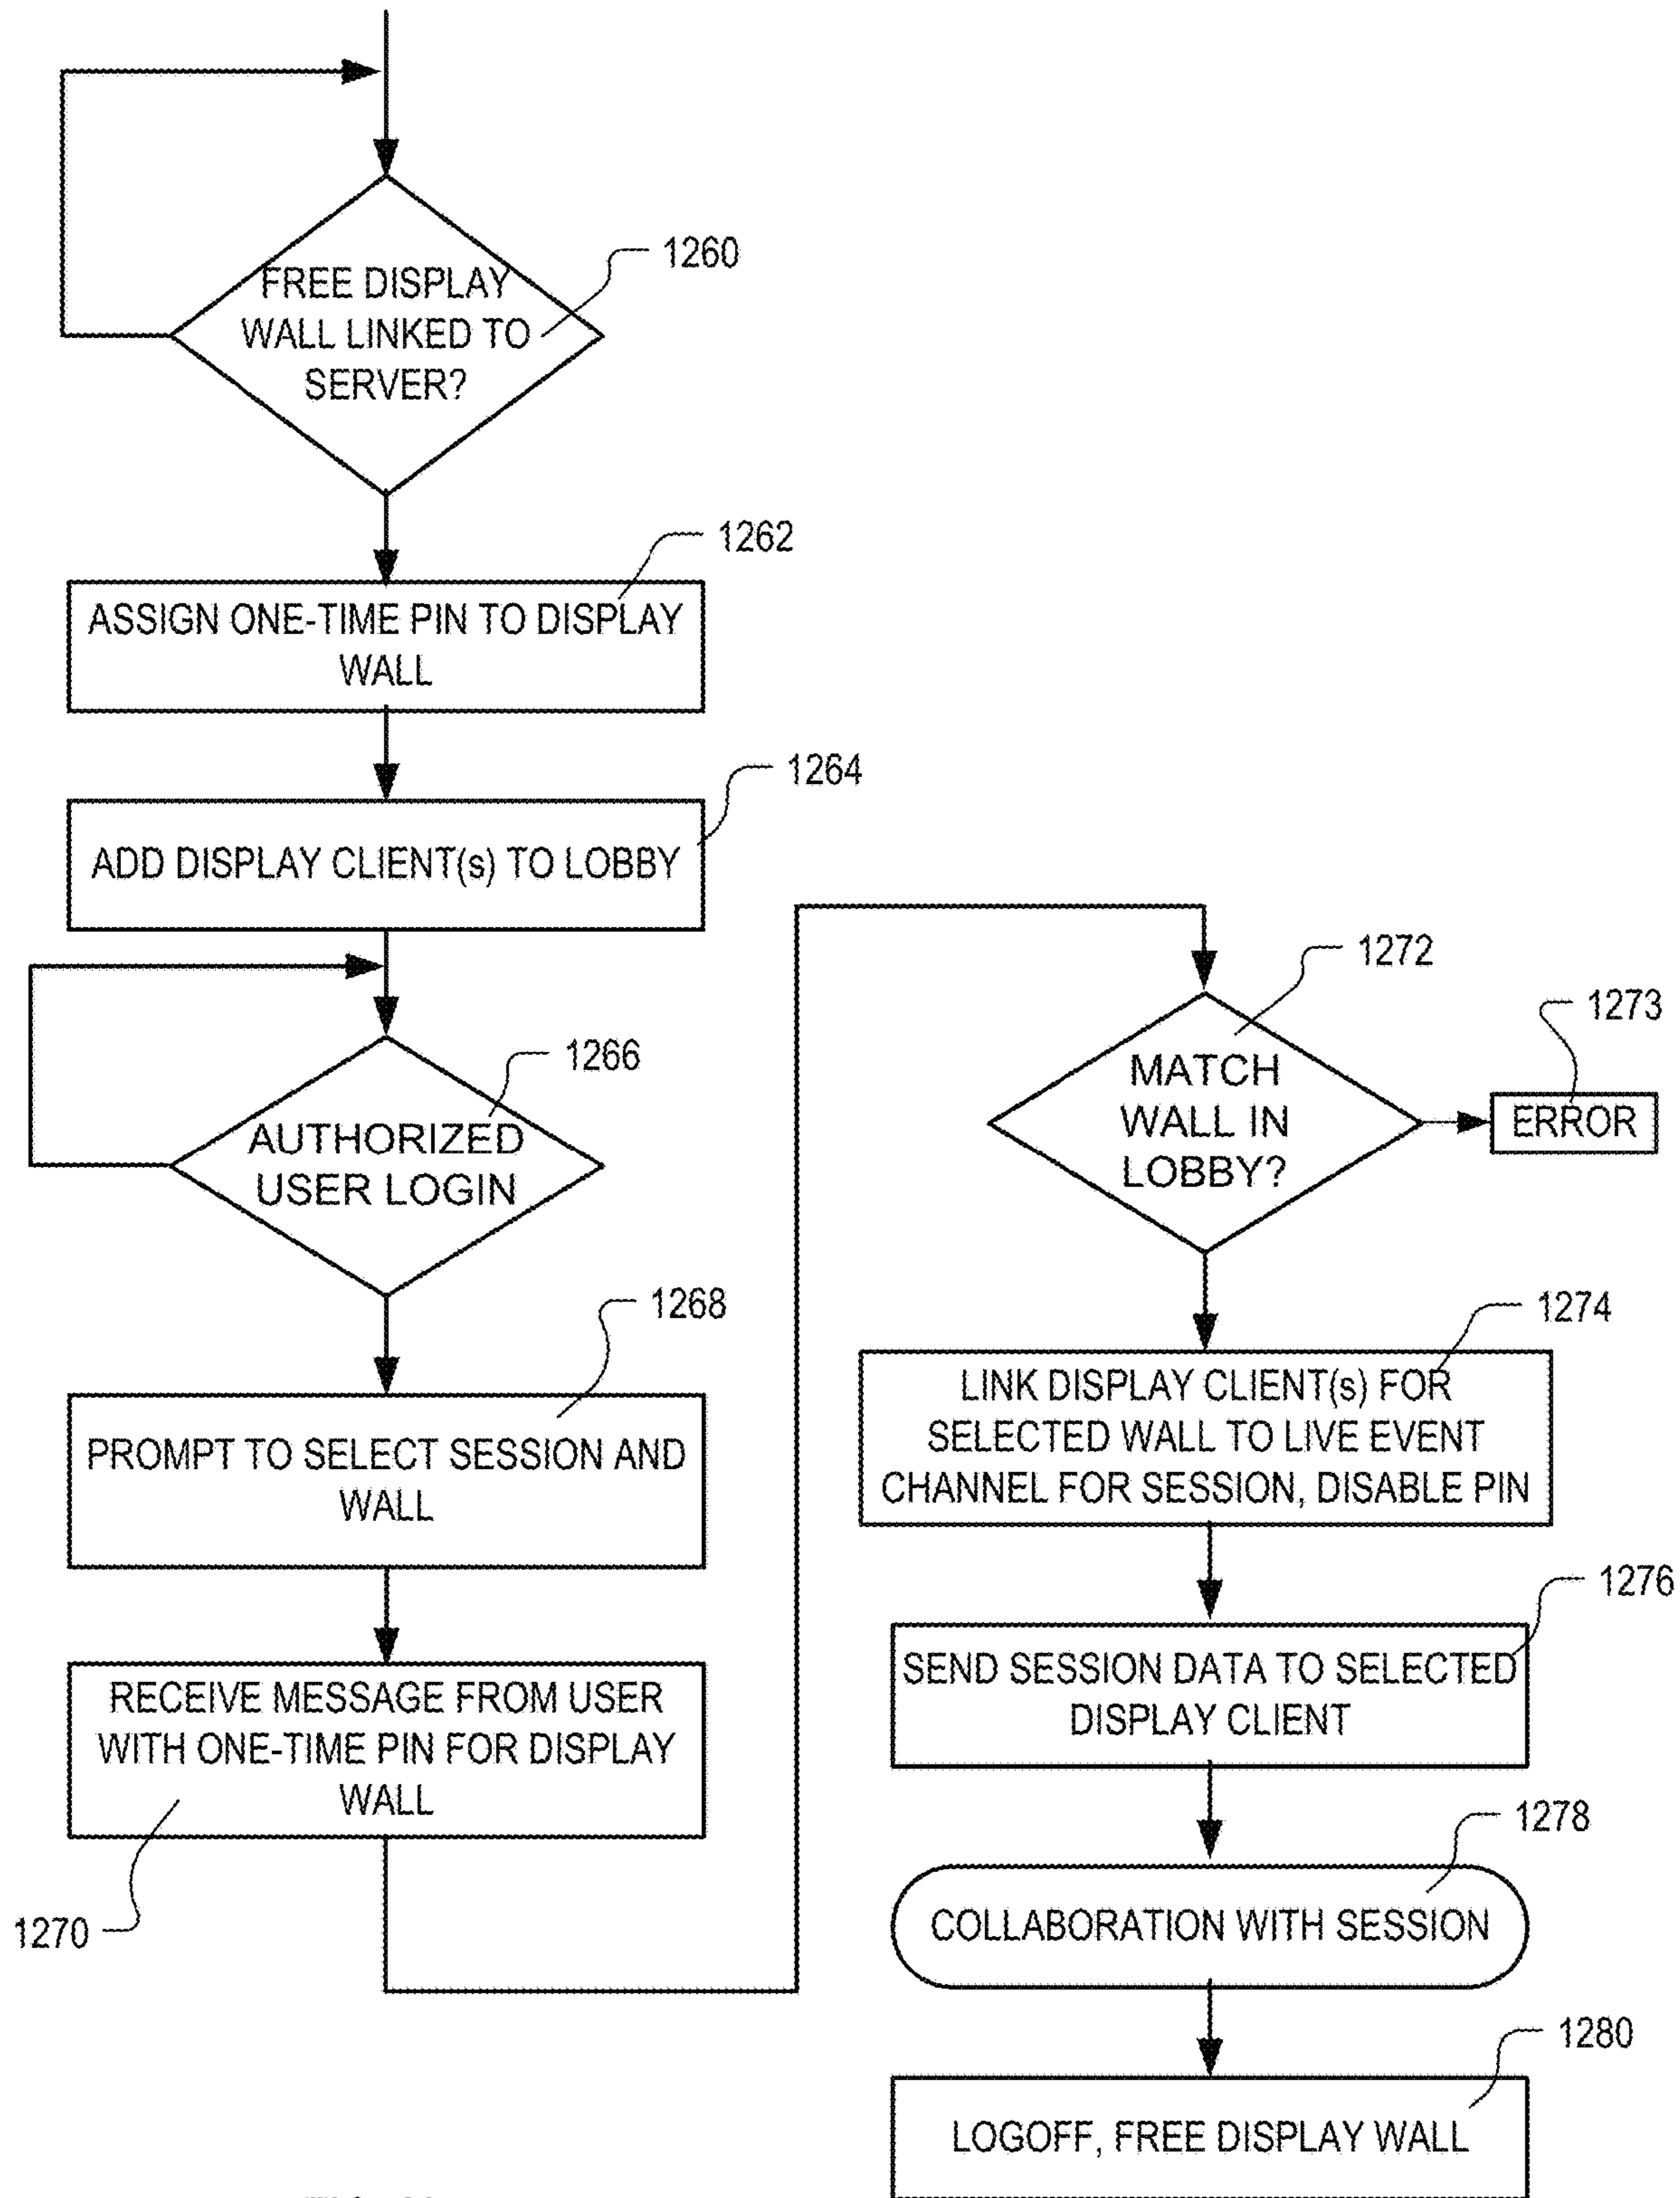 1260
FREE DISPLAY
WALL LINKED TO
SERVER?
1262
ASSIGN ONE-TIME PIN TO DISPLAY
WALL
1264
ADD DISPLAY CLIENT(s) TO LOBBY
1266
AUTHORIZED
USER LOGIN
1268
PROMPT TO SELECT SESSION AND
WALL
RECEIVE MESSAGE FROM USER
WITH ONE-TIME PIN FOR DISPLAY
WALL
1270
1272
MATCH
WALL IN
LOBBY?
1273
ERROR
1274
LINK DISPLAY CLIENT(s) FOR
SELECTED WALL TO LIVE EVENT
CHANNEL FOR SESSION, DISABLE PIN
1276
SEND SESSION DATA TO SELECTED
DISPLAY CLIENT
1278
COLLABORATION WITH SESSION
1280
LOGOFF, FREE DISPLAY WALL